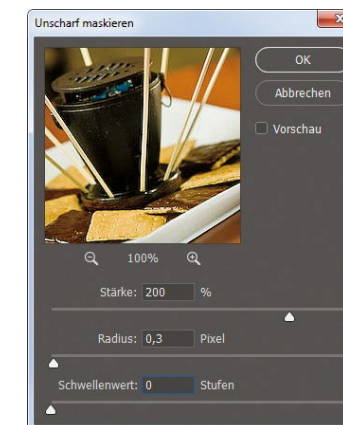 Unscharf maskieren
OK
Abbrechen
Vorschau
100%
Stärke: 200 %
Radius: 0,3 Pixel
Schwellenwert: 0 Stufen